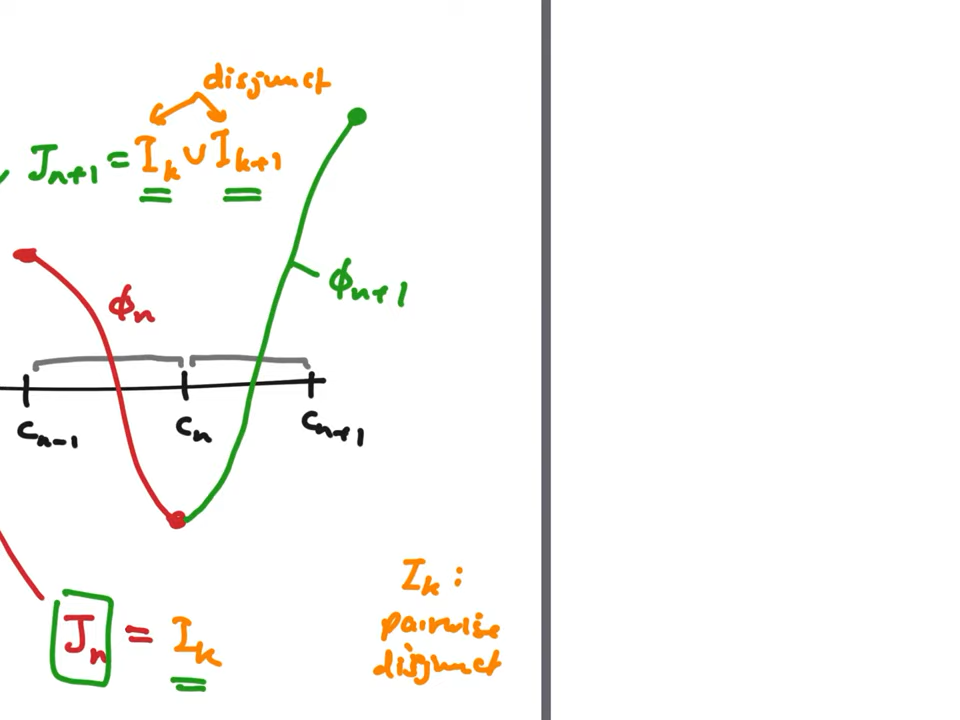 disjunct
J_{n+1} = I_k ∪ I_{k+1}
ϕ_n
ϕ_{n+1}
c_{n-1} c_n c_{n+1}
I_k :
pairwise
disjunct
J_n = I_k